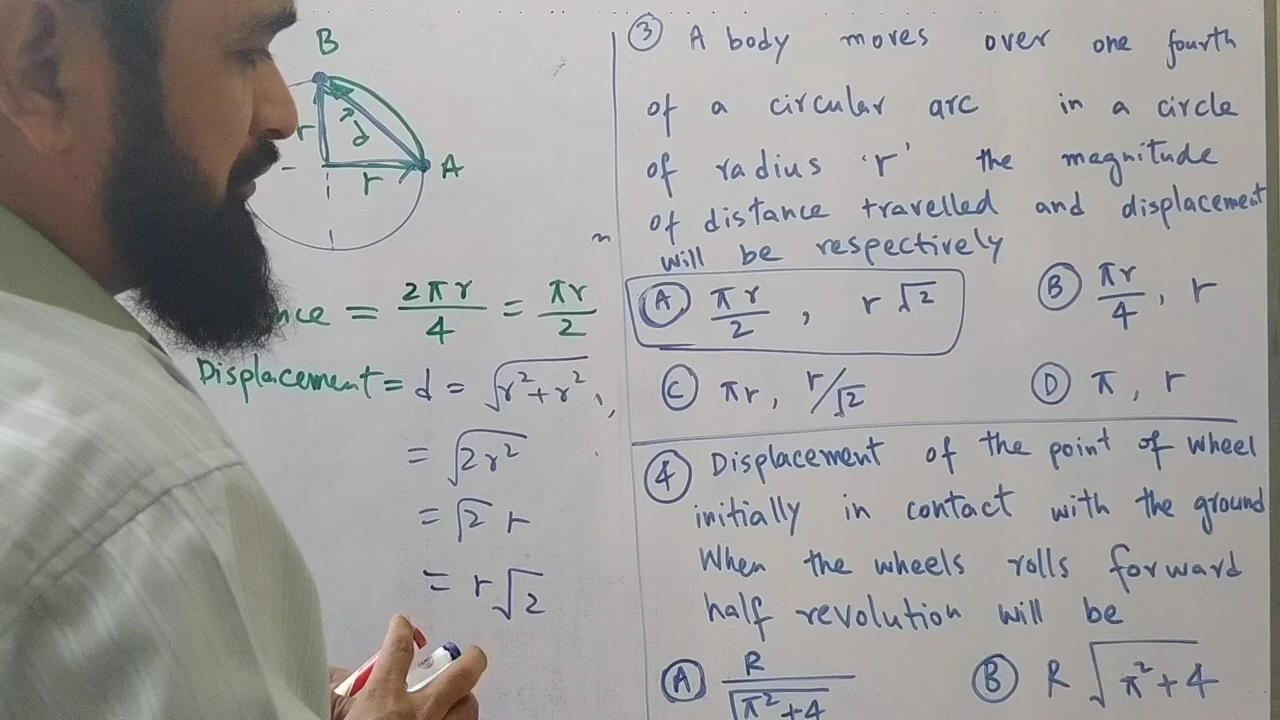 B
r
d
A
r
nce = 2πr/4 = πr/2
Displacement = d = √r²+r²
= √2r²
= √2 r
= r√2
③ A body moves over one fourth
of a circular arc in a circle
of radius 'r' the magnitude
of distance travelled and displacement
will be respectively
Ⓐ πr/2 , r√2 Ⓑ πr/4 , r
Ⓒ πr, r/√2 Ⓓ π , r
④ Displacement of the point of wheel
initially in contact with the ground
When the wheels rolls forward
half revolution will be
Ⓐ R/√π²+4 Ⓑ R√π²+4